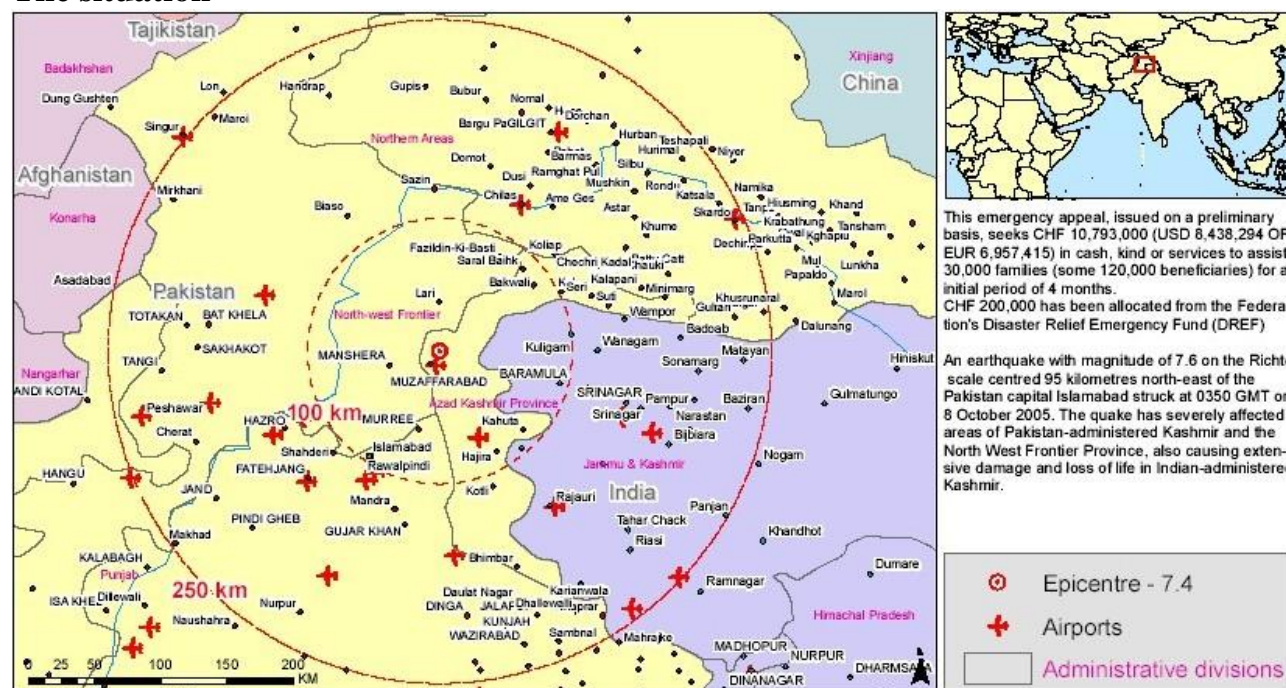 Tajikistan
Badakhshan
Xinjiang
China
Dung Gushten
Lon
Handrap
Gupis
Bubur
Nomal
Dorchan
Maroi
Singur
Bargu
GILGIT
Hurban
Teshapali
Northern Areas
Hurimal
Niyer
Domot
Barmas
Silbu
Afghanistan
Sazin
Dusi
Ramghat Pul
Mushkin
Rondu
Namika
Mirkhani
Chilas
Ame Ges
Katsala
Hiusming
Khand
Konarha
Biaso
Astar
Skardo
Krabathung
Tansham
Khume
Fazildin-Ki-Basti
Koliap
Dechir
Parkutta
Kghapiu
Saral Baihk
Chechri
Kadal
Gatt
Mul
Lunkha
Asadabad
Bakwali
Seri
Kalapani
Minimarg
Papaldo
Pakistan
Lari
Suti
Khusrunaral
Marol
TOTAKAN
BAT KHELA
North-west Frontier
Wampor
Badoab
Dalunang
SAKHAKOT
Kuligam
Wanagam
Matayan
TANGI
MANSHERA
Sonamarg
Hiniskut
Nangarhar
MUZAFFARABAD
BARAMULA
ANDI KOTAL
Azad Kashmir Province
SRINAGAR
Pampur
Baziran
Gulmatungo
Peshawar
100 km
MURREE
Srinagar
Narastan
HAZRO
Kahuta
Bijbiara
Cherat
Shahderi
Islamabad
Hajira
Jammu & Kashmir
Nogam
HANGU
FATEHJANG
Rawalpindi
JAND
Kotli
India
Mandra
Rajauri
Panjan
PINDI GHEB
Tahar Chack
Khandhot
Makhad
GUJAR KHAN
Riasi
KALABAGH
Bhimbar
Dumare
Punjab
250 km
Ramnagar
ISA KHEL
Dillewali
Nurpur
Daulat Nagar
Karianwala
DINGA
Dhallewalli
Himachal Pradesh
Naushahra
KUNJAH
WAZIRABAD
Sambnal
Mahrajke
MADHOPUR
NURPUR
DINANAGAR
0 25 50 100 150 200
KM
This emergency appeal, issued on a preliminary
basis, seeks CHF 10,793,000 (USD 8,438,294 OR
EUR 6,957,415) in cash, kind or services to assist
30,000 families (some 120,000 beneficiaries) for a
initial period of 4 months.
CHF 200,000 has been allocated from the Federa
tion's Disaster Relief Emergency Fund (DREF)
An earthquake with magnitude of 7.6 on the Richt
scale centred 95 kilometres north-east of the
Pakistan capital Islamabad struck at 0350 GMT on
8 October 2005. The quake has severely affected
areas of Pakistan-administered Kashmir and the
North West Frontier Province, also causing exten-
sive damage and loss of life in Indian-administered
Kashmir.
Epicentre - 7.4
Airports
Administrative divisions